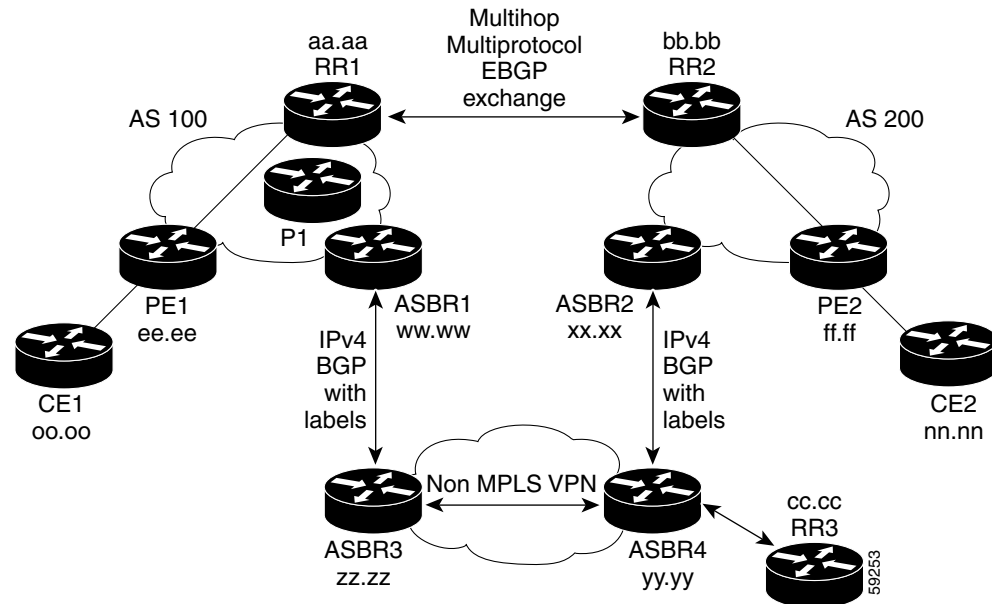 Multihop
Multiprotocol
EBGP
exchange
aa.aa
RR1
bb.bb
RR2
AS 100
AS 200
P1
PE1
ee.ee
ASBR1
ww.ww
ASBR2
xx.xx
PE2
ff.ff
CE1
oo.oo
IPv4
BGP
with
labels
IPv4
BGP
with
labels
CE2
nn.nn
Non MPLS VPN
ASBR3
zz.zz
ASBR4
yy.yy
cc.cc
RR3
59253